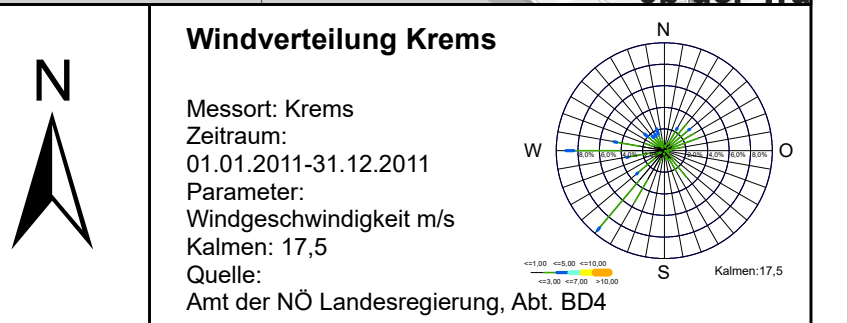 N
Windverteilung Krems
Messort: Krems
Zeitraum:
01.01.2011-31.12.2011
Parameter:
Windgeschwindigkeit m/s
Kalmen: 17,5
Quelle:
Amt der NÖ Landesregierung, Abt. BD4
N
W
8,0% 6,0% 4,0% 4,0% 6,0% 8,0%
O
<=1,00 <=5,00 <=10,00
<=3,00 <=7,00 >10,00
S
Kalmen:17,5